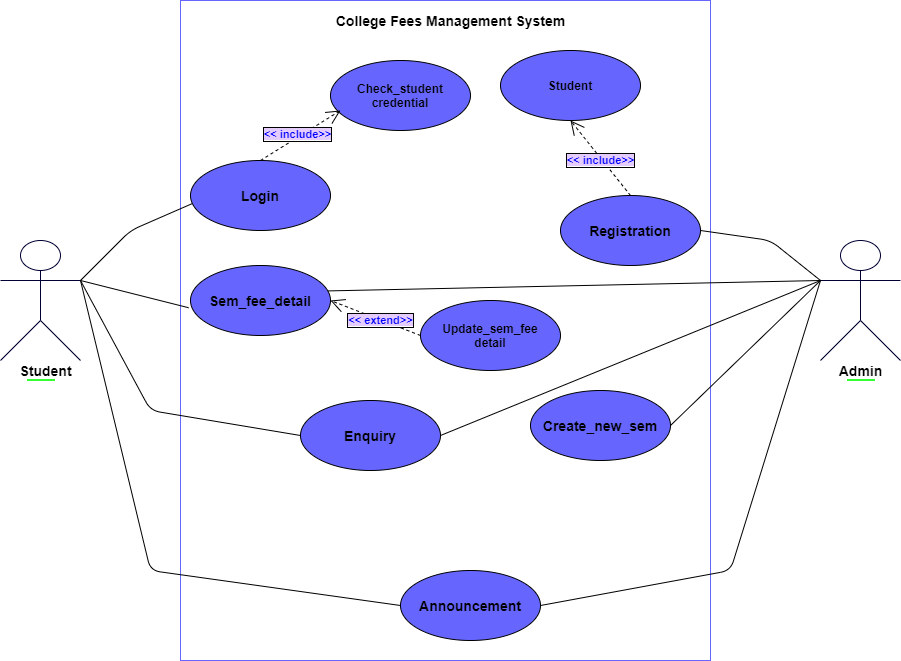 College Fees Management System
Check_student
credential
Student
<< include>>
<< include>>
Login
Registration
Sem_fee_detail
<< extend>>
Update_sem_fee
detail
Student
Admin
Create_new_sem
Enquiry
Announcement